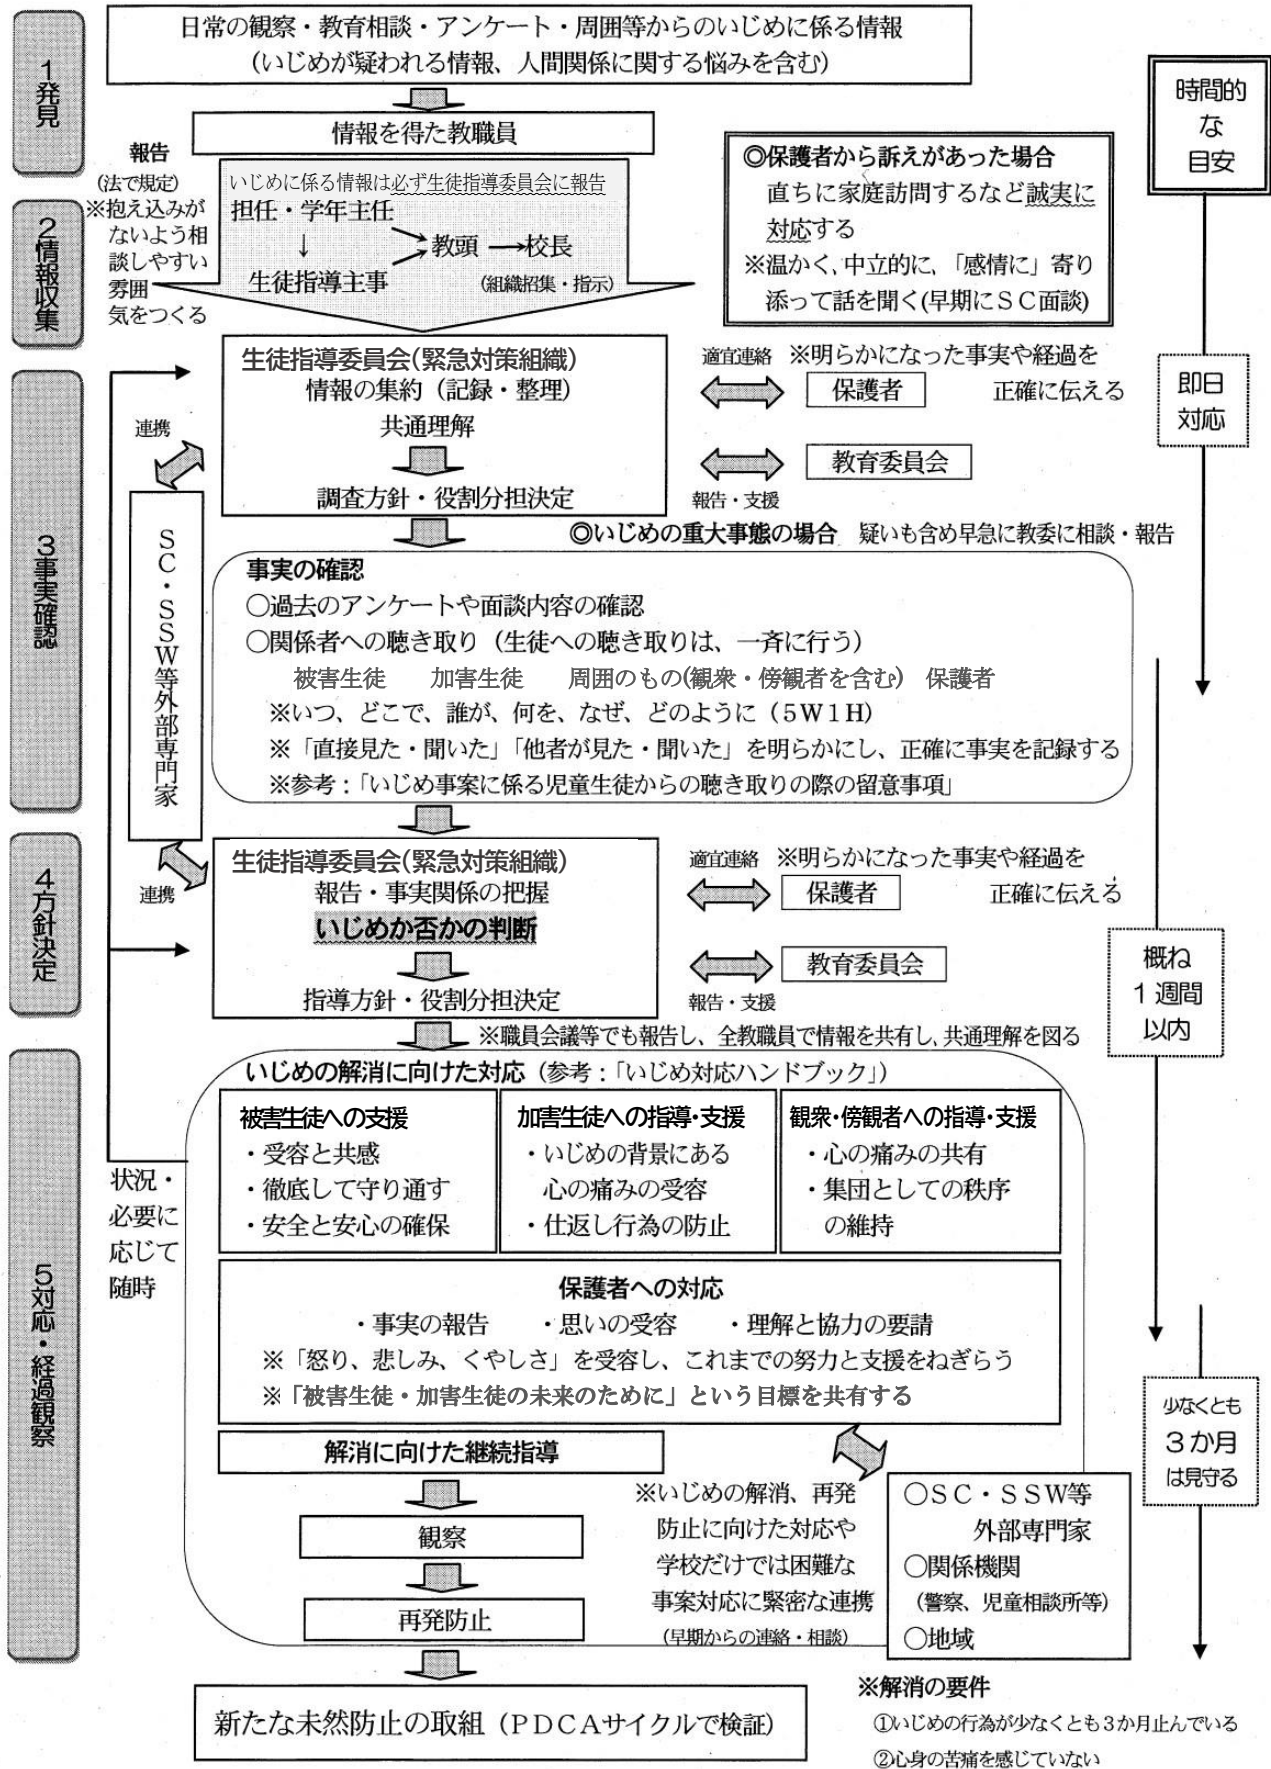 1発見
日常の観察・教育相談・アンケート・周囲等からのいじめに係る情報
(いじめが疑われる情報、人間関係に関する悩みを含む)
情報を得た教職員
時間的
な
目安
2情報収集
報告
(法で規定)
※抱え込みが
ないよう相
談しやすい
雰囲
気をつくる
いじめに係る情報は必ず生徒指導委員会に報告
担任・学年主任
↓
教頭→校長
生徒指導主事
(組織招集・指示)
◎保護者から訴えがあった場合
直ちに家庭訪問するなど誠実に
対応する
※温かく、中立的に、「感情に」寄り
添って話を聞く(早期にSC面談)
3事実確認
生徒指導委員会(緊急対策組織)
情報の集約（記録・整理）
共通理解
調査方針・役割分担決定
適宜連絡 ※明らかになった事実や経過を
保護者 正確に伝える
教育委員会
報告・支援
即日
対応
連携
SC・SSW等外部専門家
◎いじめの重大事態の場合 疑いも含め早急に教委に相談・報告
事実の確認
○過去のアンケートや面談内容の確認
○関係者への聴き取り（生徒への聴き取りは、一斉に行う）
被害生徒 加害生徒 周囲のもの(観衆・傍観者を含む) 保護者
※いつ、どこで、誰が、何を、なぜ、どのように（5W1H）
※「直接見た・聞いた」「他者が見た・聞いた」を明らかにし、正確に事実を記録する
※参考：「いじめ事案に係る児童生徒からの聴き取りの際の留意事項」
4方針決定
連携
生徒指導委員会(緊急対策組織)
報告・事実関係の把握
いじめか否かの判断
指導方針・役割分担決定
適宜連絡 ※明らかになった事実や経過を
保護者 正確に伝える
教育委員会
報告・支援
概ね
1週間
以内
※職員会議等でも報告し、全教職員で情報を共有し、共通理解を図る
5対応・経過観察
状況・
必要に
応じて
随時
いじめの解消に向けた対応（参考：「いじめ対応ハンドブック」）
被害生徒への支援
・受容と共感
・徹底して守り通す
・安全と安心の確保
加害生徒への指導・支援
・いじめの背景にある
心の痛みの受容
・仕返し行為の防止
観衆・傍観者への指導・支援
・心の痛みの共有
・集団としての秩序
の維持
保護者への対応
・事実の報告 ・思いの受容 ・理解と協力の要請
※「怒り、悲しみ、くやしさ」を受容し、これまでの努力と支援をねぎらう
※「被害生徒・加害生徒の未来のために」という目標を共有する
少なくとも
3か月
は見守る
解消に向けた継続指導
観察
再発防止
※いじめの解消、再発
防止に向けた対応や
学校だけでは困難な
事案対応に緊密な連携
(早期からの連絡・相談)
○SC・SSW等
外部専門家
○関係機関
（警察、児童相談所等）
○地域
新たな未然防止の取組（PDCAサイクルで検証）
※解消の要件
①いじめの行為が少なくとも3か月止んでいる
②心身の苦痛を感じていない